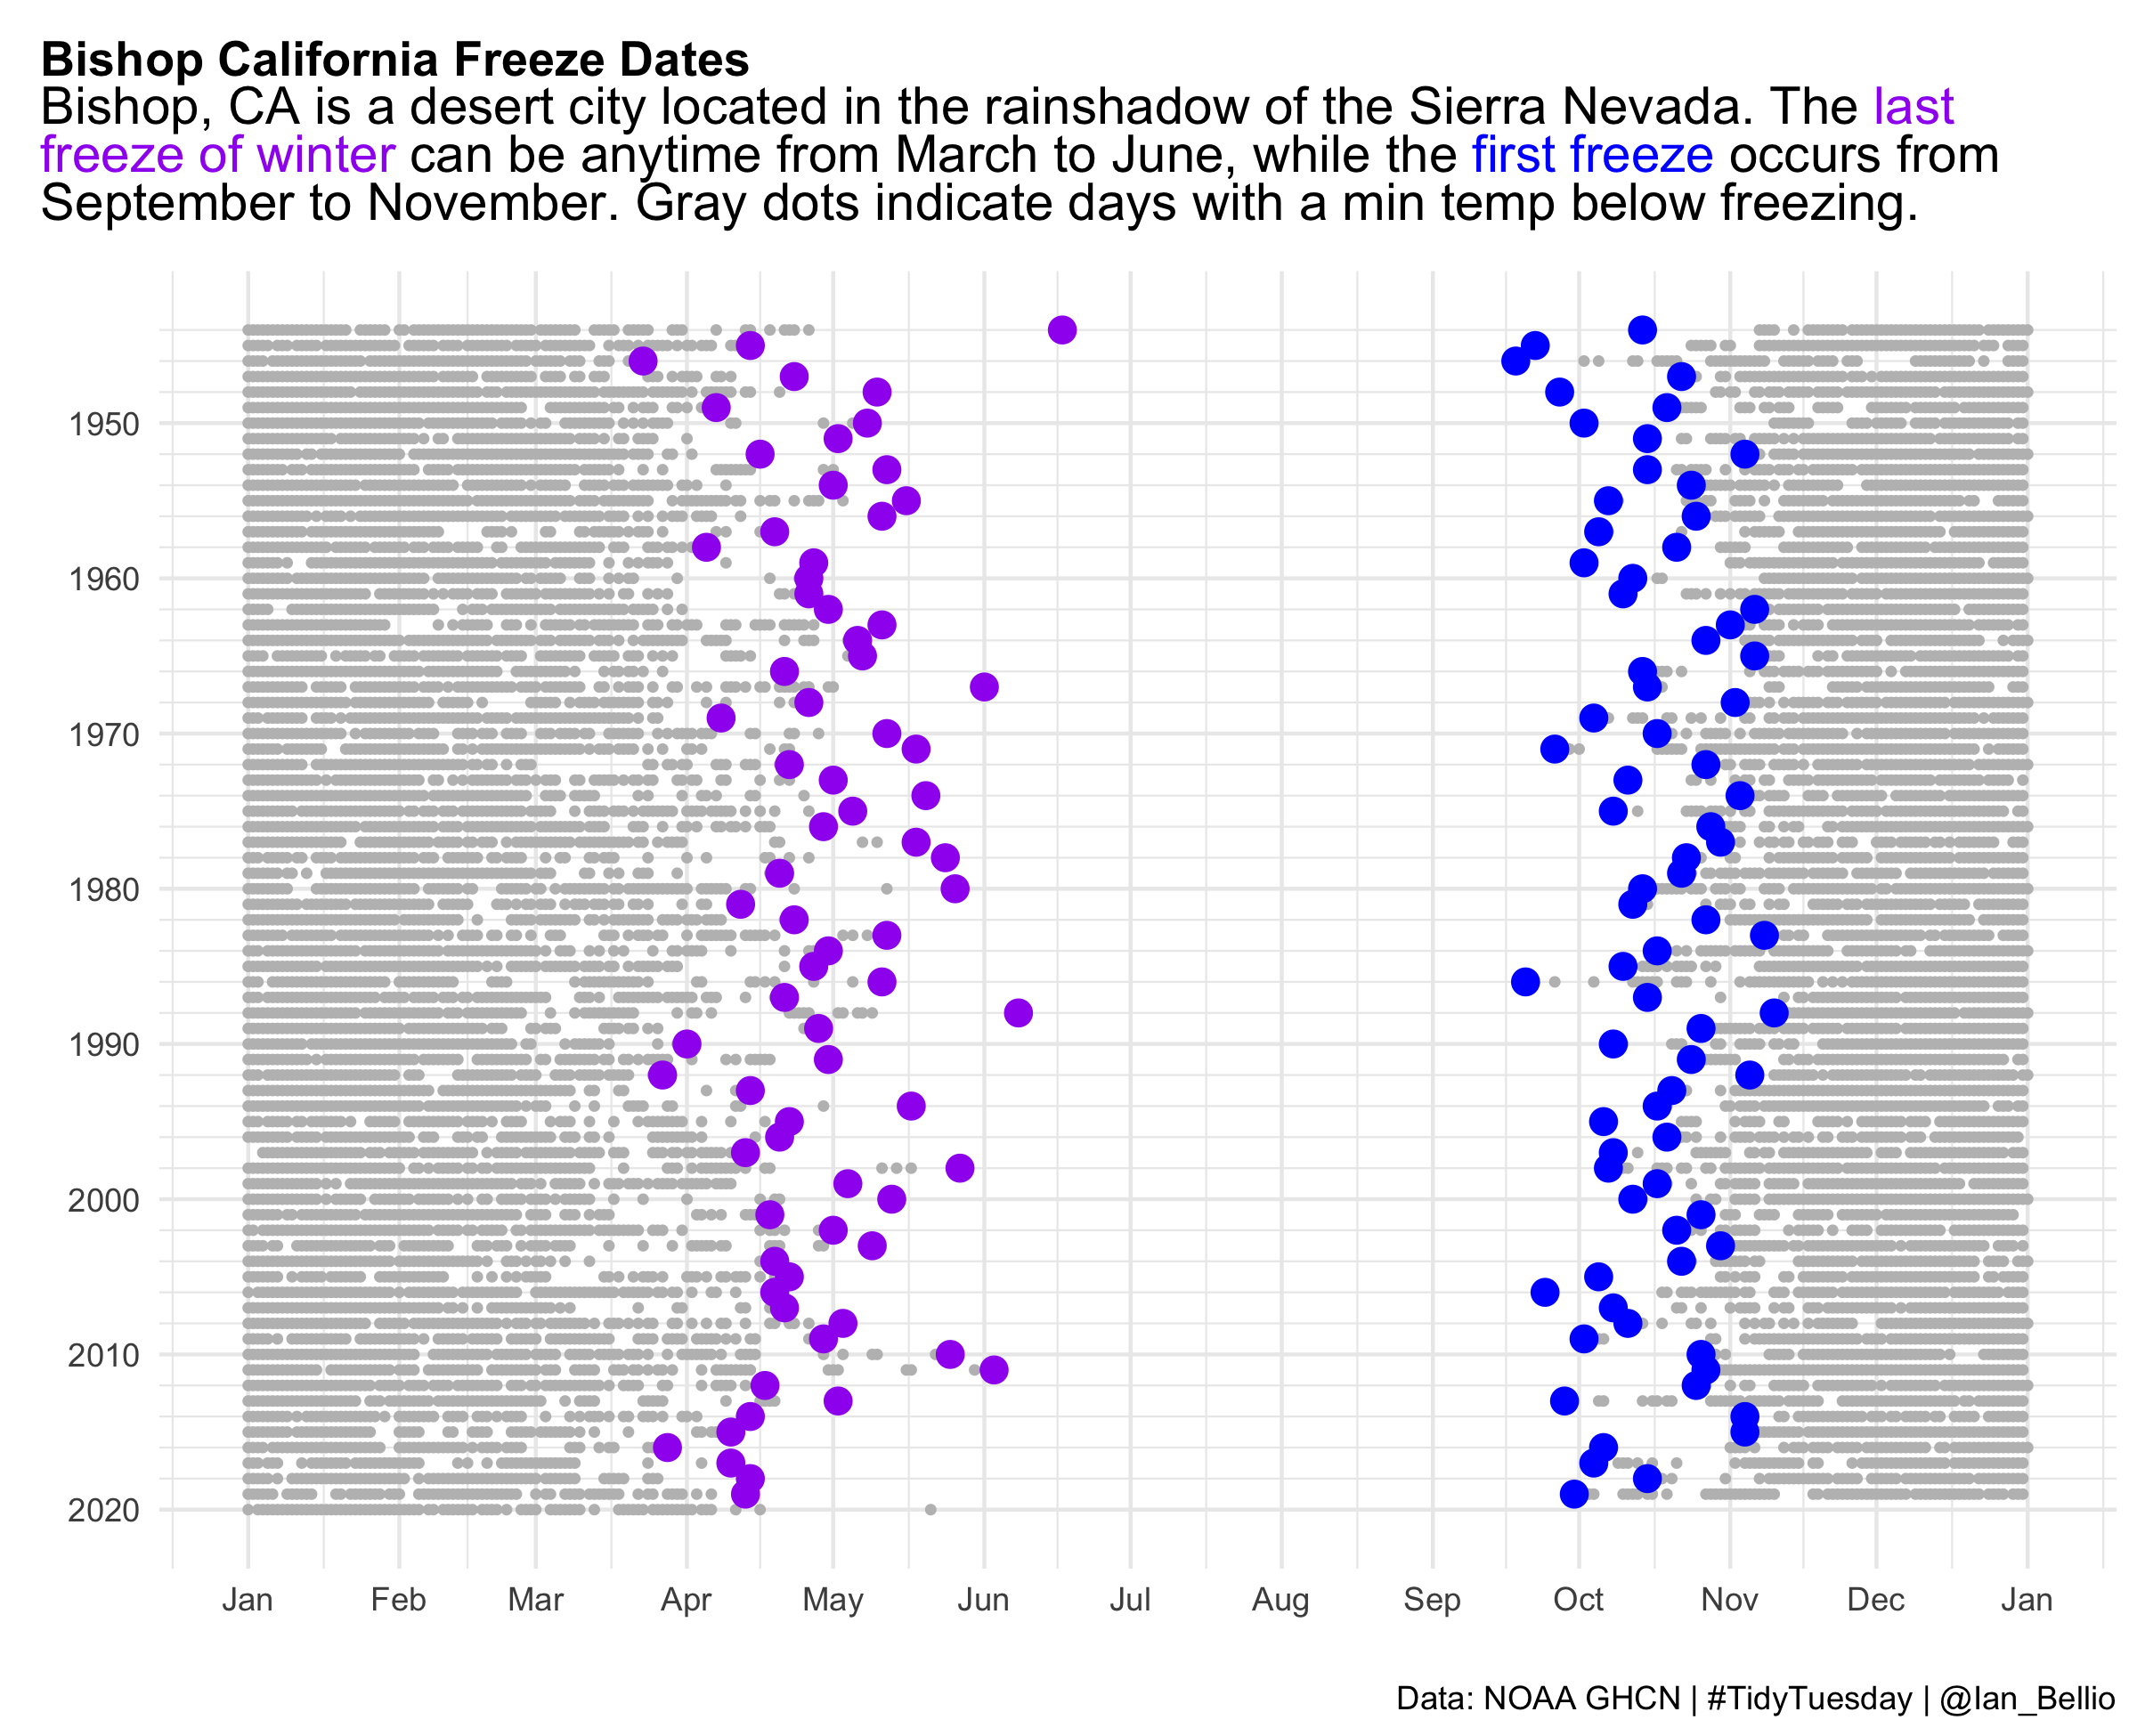 Bishop California Freeze Dates
Bishop, CA is a desert city located in the rainshadow of the Sierra Nevada. The last
freeze of winter can be anytime from March to June, while the first freeze occurs from
September to November. Gray dots indicate days with a min temp below freezing.
1950
1960
1970
1980
1990
2000
2010
2020
Jan Feb Mar Apr May Jun Jul Aug Sep Oct Nov Dec Jan
Data: NOAA GHCN | #TidyTuesday | @Ian_Bellio